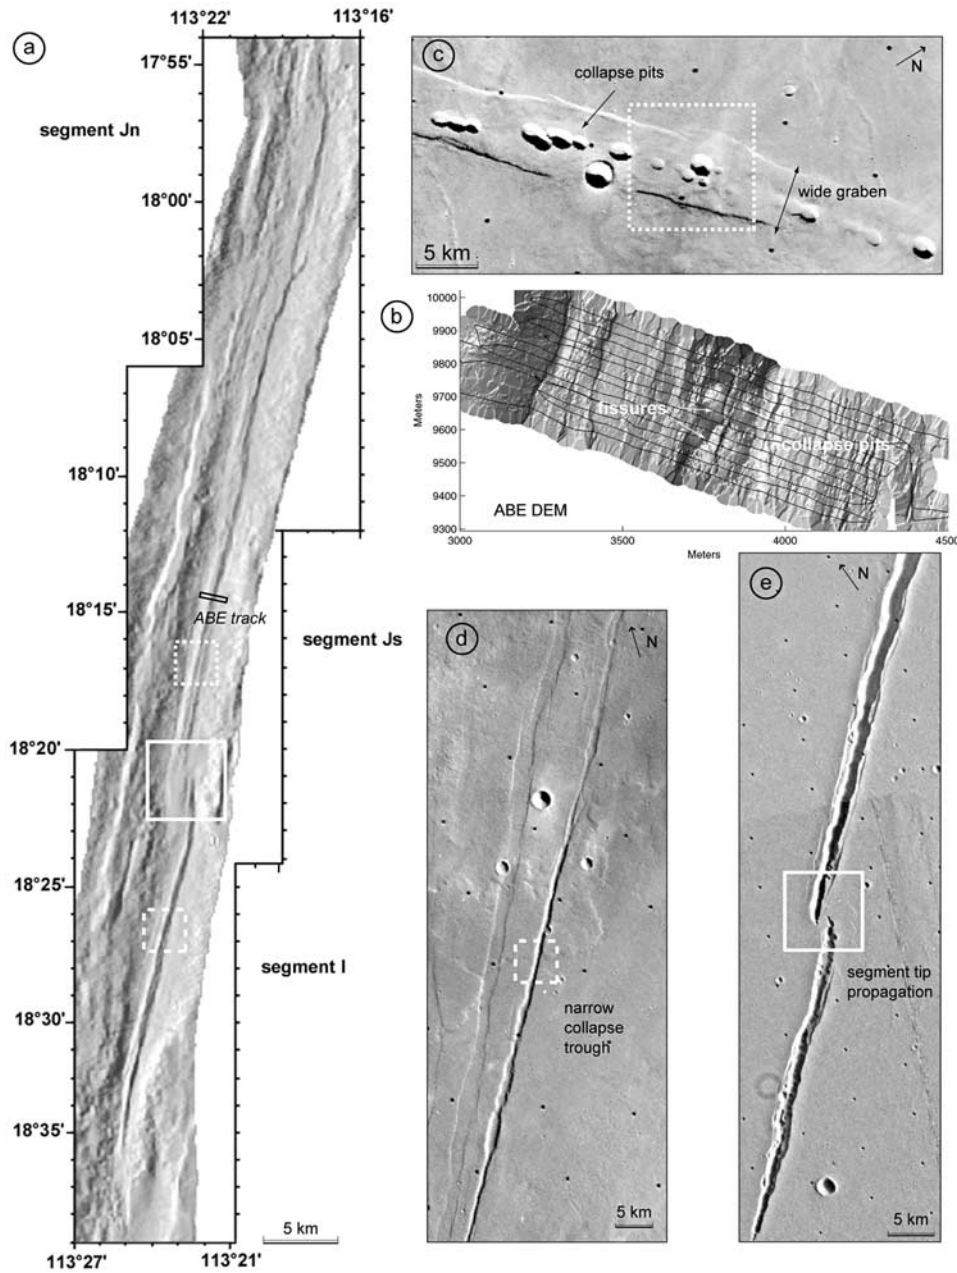 113°22'
113°16'
a
17°55'
segment Jn
18°00'
18°05'
18°10'
18°15'
ABE track
segment Js
18°20'
18°25'
segment I
18°30'
18°35'
5 km
113°27'
113°21'
c
collapse pits
N
wide graben
5 km
b
10000
9900
9800
9700
9600
9500
9400
9300
Meters
fissures
collapse pits
ABE DEM
3000
3500
4000
4500
Meters
d
N
narrow
collapse
trough
5 km
e
N
segment tip
propagation
5 km